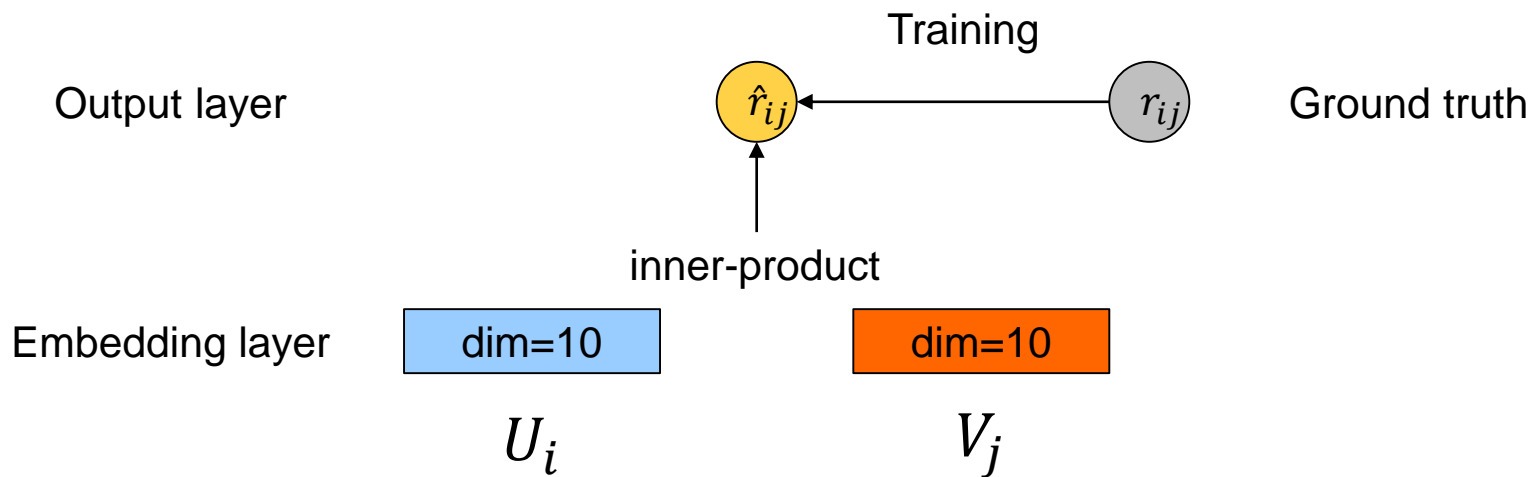 Training
Output layer
r̂ᵢⱼ
rᵢⱼ
Ground truth
inner-product
Embedding layer
dim=10
dim=10
Uᵢ
Vⱼ